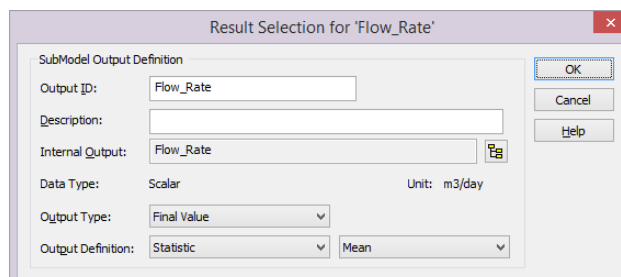 Result Selection for 'Flow_Rate'
SubModel Output Definition
Output ID: Flow_Rate
Description:
Internal Output: Flow_Rate
Data Type: Scalar Unit: m3/day
Output Type: Final Value
Output Definition: Statistic Mean
OK
Cancel
Help